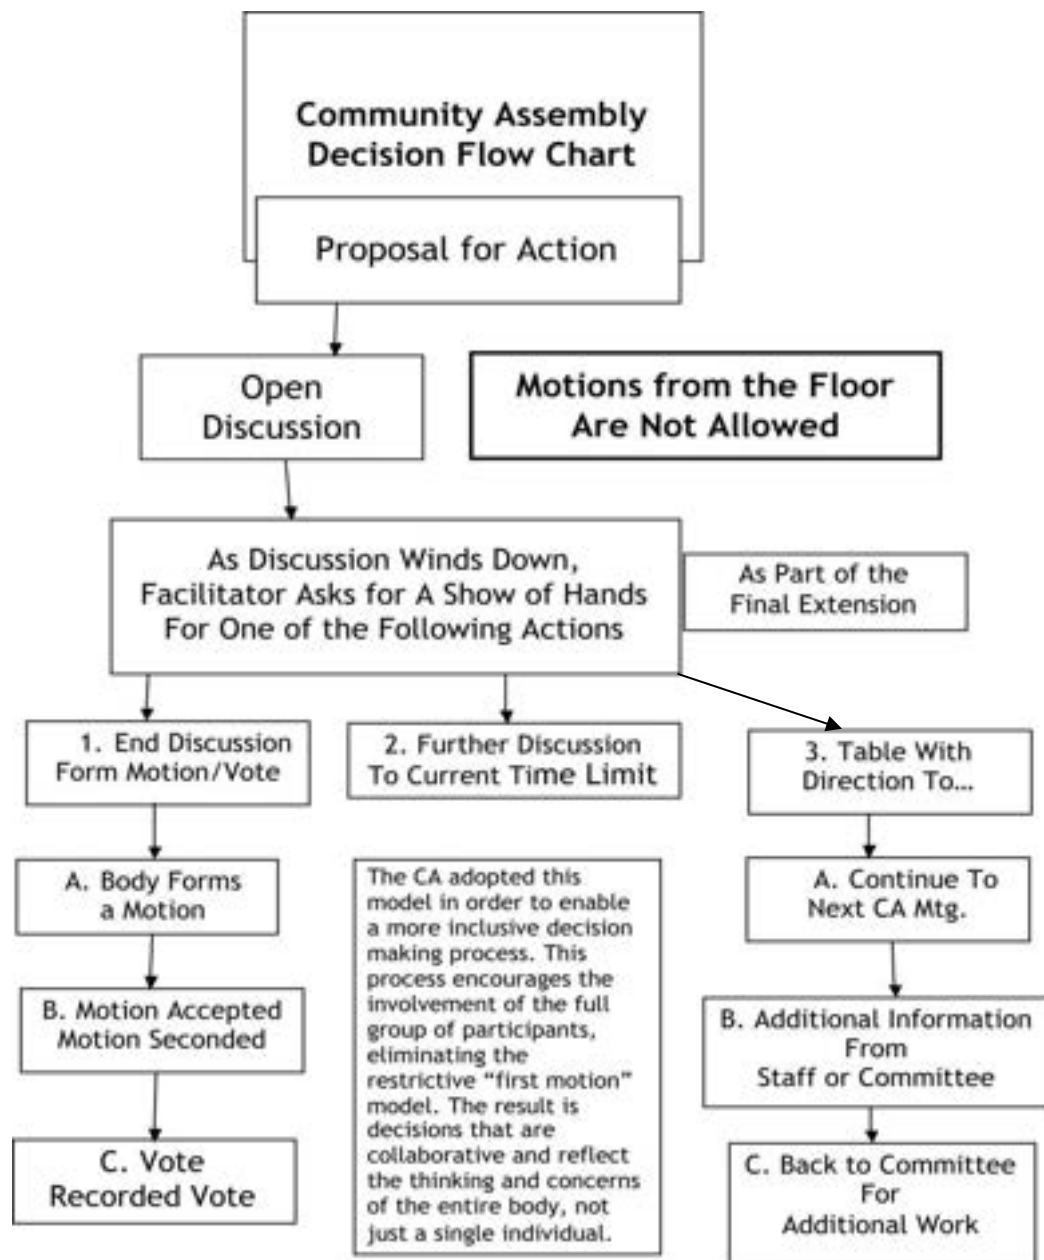 Community Assembly
Decision Flow Chart
Proposal for Action
Open
Discussion
Motions from the Floor
Are Not Allowed
As Discussion Winds Down,
Facilitator Asks for A Show of Hands
For One of the Following Actions
As Part of the
Final Extension
1. End Discussion
Form Motion/Vote
2. Further Discussion
To Current Time Limit
3. Table With
Direction To…
A. Body Forms
a Motion
B. Motion Accepted
Motion Seconded
C. Vote
Recorded Vote
The CA adopted this
model in order to enable
a more inclusive decision
making process. This
process encourages the
involvement of the full
group of participants,
eliminating the
restrictive “first motion”
model. The result is
decisions that are
collaborative and reflect
the thinking and concerns
of the entire body, not
just a single individual.
A. Continue To
Next CA Mtg.
B. Additional Information
From
Staff or Committee
C. Back to Committee
For
Additional Work